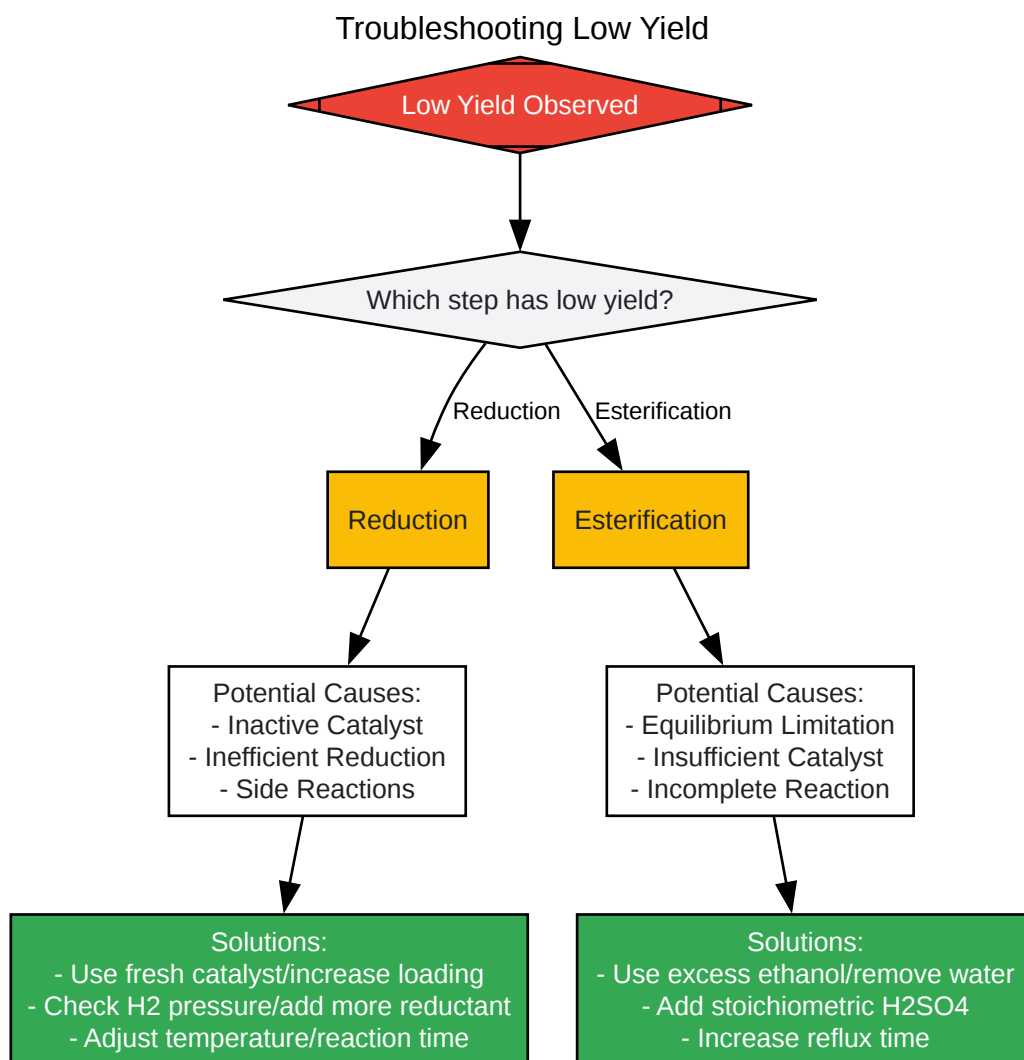 Troubleshooting Low Yield
Low Yield Observed
Which step has low yield?
Reduction
Esterification
Reduction
Esterification
Potential Causes:
- Inactive Catalyst
- Inefficient Reduction
- Side Reactions
Potential Causes:
- Equilibrium Limitation
- Insufficient Catalyst
- Incomplete Reaction
Solutions:
- Use fresh catalyst/increase loading
- Check H2 pressure/add more reductant
- Adjust temperature/reaction time
Solutions:
- Use excess ethanol/remove water
- Add stoichiometric H2SO4
- Increase reflux time